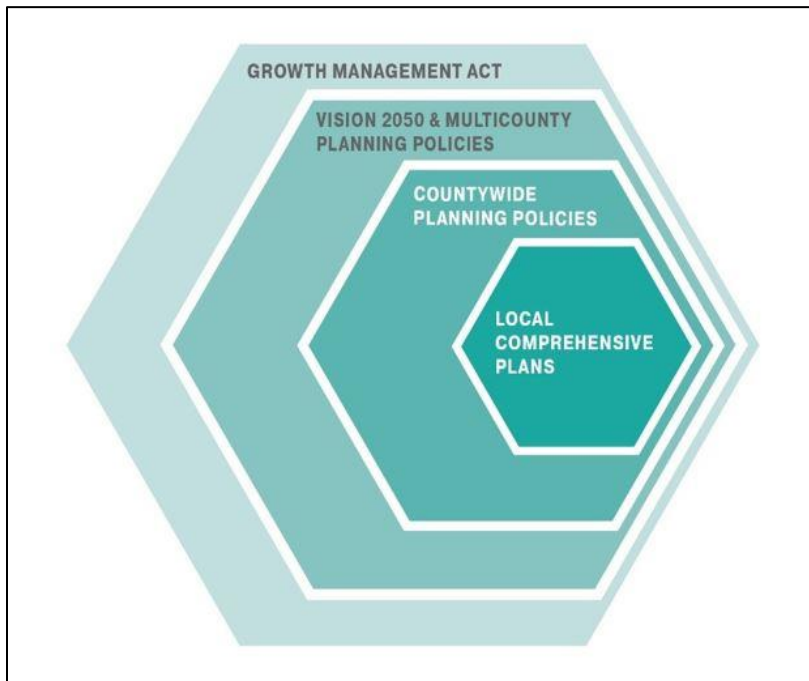 GROWTH MANAGEMENT ACT
VISION 2050 & MULTICOUNTY
PLANNING POLICIES
COUNTYWIDE
PLANNING POLICIES
LOCAL
COMPREHENSIVE
PLANS